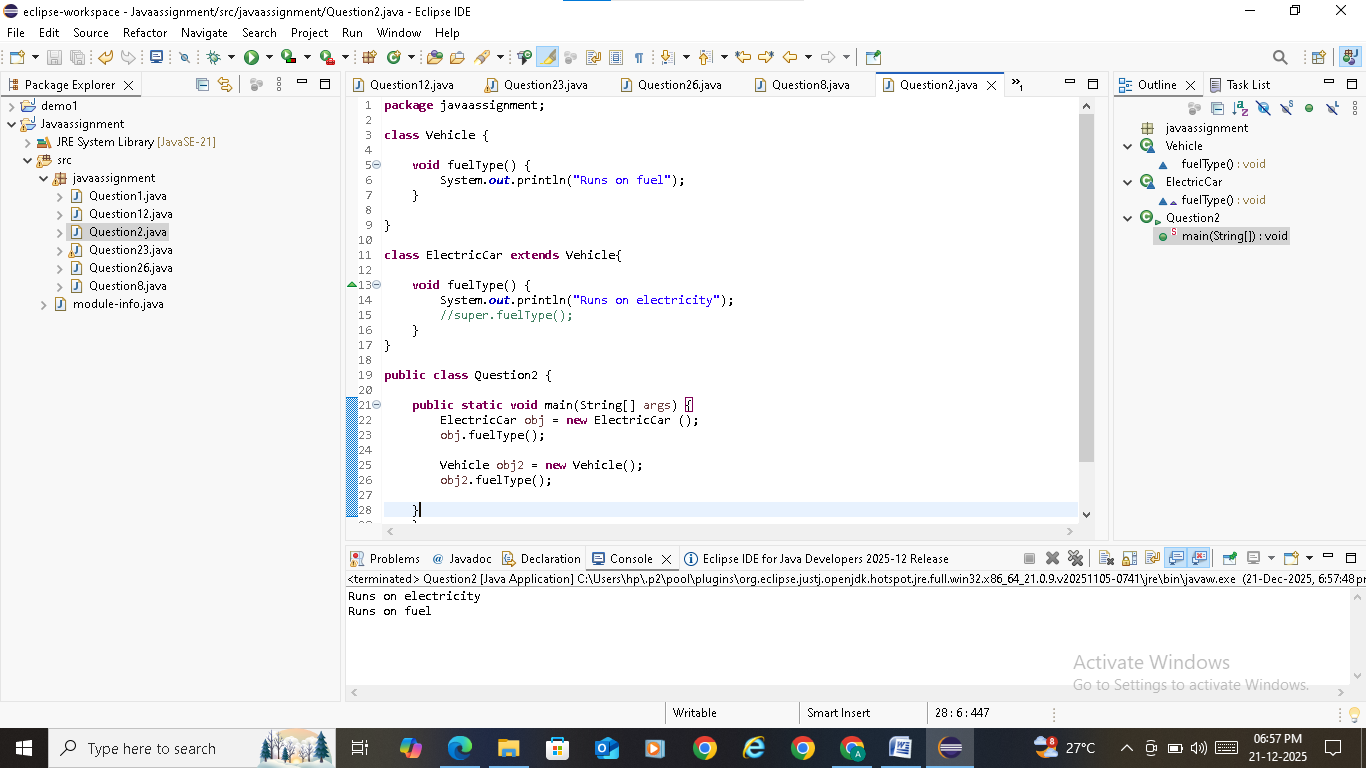 eclipse-workspace - Javaassignment/src/javaassignment/Question2.java - Eclipse IDE
File Edit Source Refactor Navigate Search Project Run Window Help
Package Explorer
demo1
Javaassignment
JRE System Library [JavaSE-21]
src
javaassignment
Question1.java
Question12.java
Question2.java
Question23.java
Question26.java
Question8.java
module-info.java
Question12.java Question23.java Question26.java Question8.java Question2.java »1
1 package javaassignment;
2
3 class Vehicle {
4
5 void fuelType() {
6 System.out.println("Runs on fuel");
7 }
8
9 }
10
11 class ElectricCar extends Vehicle{
12
13 void fuelType() {
14 System.out.println("Runs on electricity");
15 //super.fuelType();
16 }
17 }
18
19 public class Question2 {
20
21 public static void main(String[] args) {
22 ElectricCar obj = new ElectricCar ();
23 obj.fuelType();
24
25 Vehicle obj2 = new Vehicle();
26 obj2.fuelType();
27
28 }
Outline Task List
javaassignment
Vehicle
fuelType() : void
ElectricCar
fuelType() : void
Question2
main(String[]) : void
Problems @ Javadoc Declaration Console Eclipse IDE for Java Developers 2025-12 Release
<terminated> Question2 [Java Application] C:\Users\hp\.p2\pool\plugins\org.eclipse.justj.openjdk.hotspot.jre.full.win32.x86_64_21.0.9.v20251105-0741\jre\bin\javaw.exe (21-Dec-2025, 6:57:48 pr
Runs on electricity
Runs on fuel
Activate Windows
Go to Settings to activate Windows.
Writable Smart Insert 28 : 6 : 447
Type here to search
27°C
06:57 PM
21-12-2025